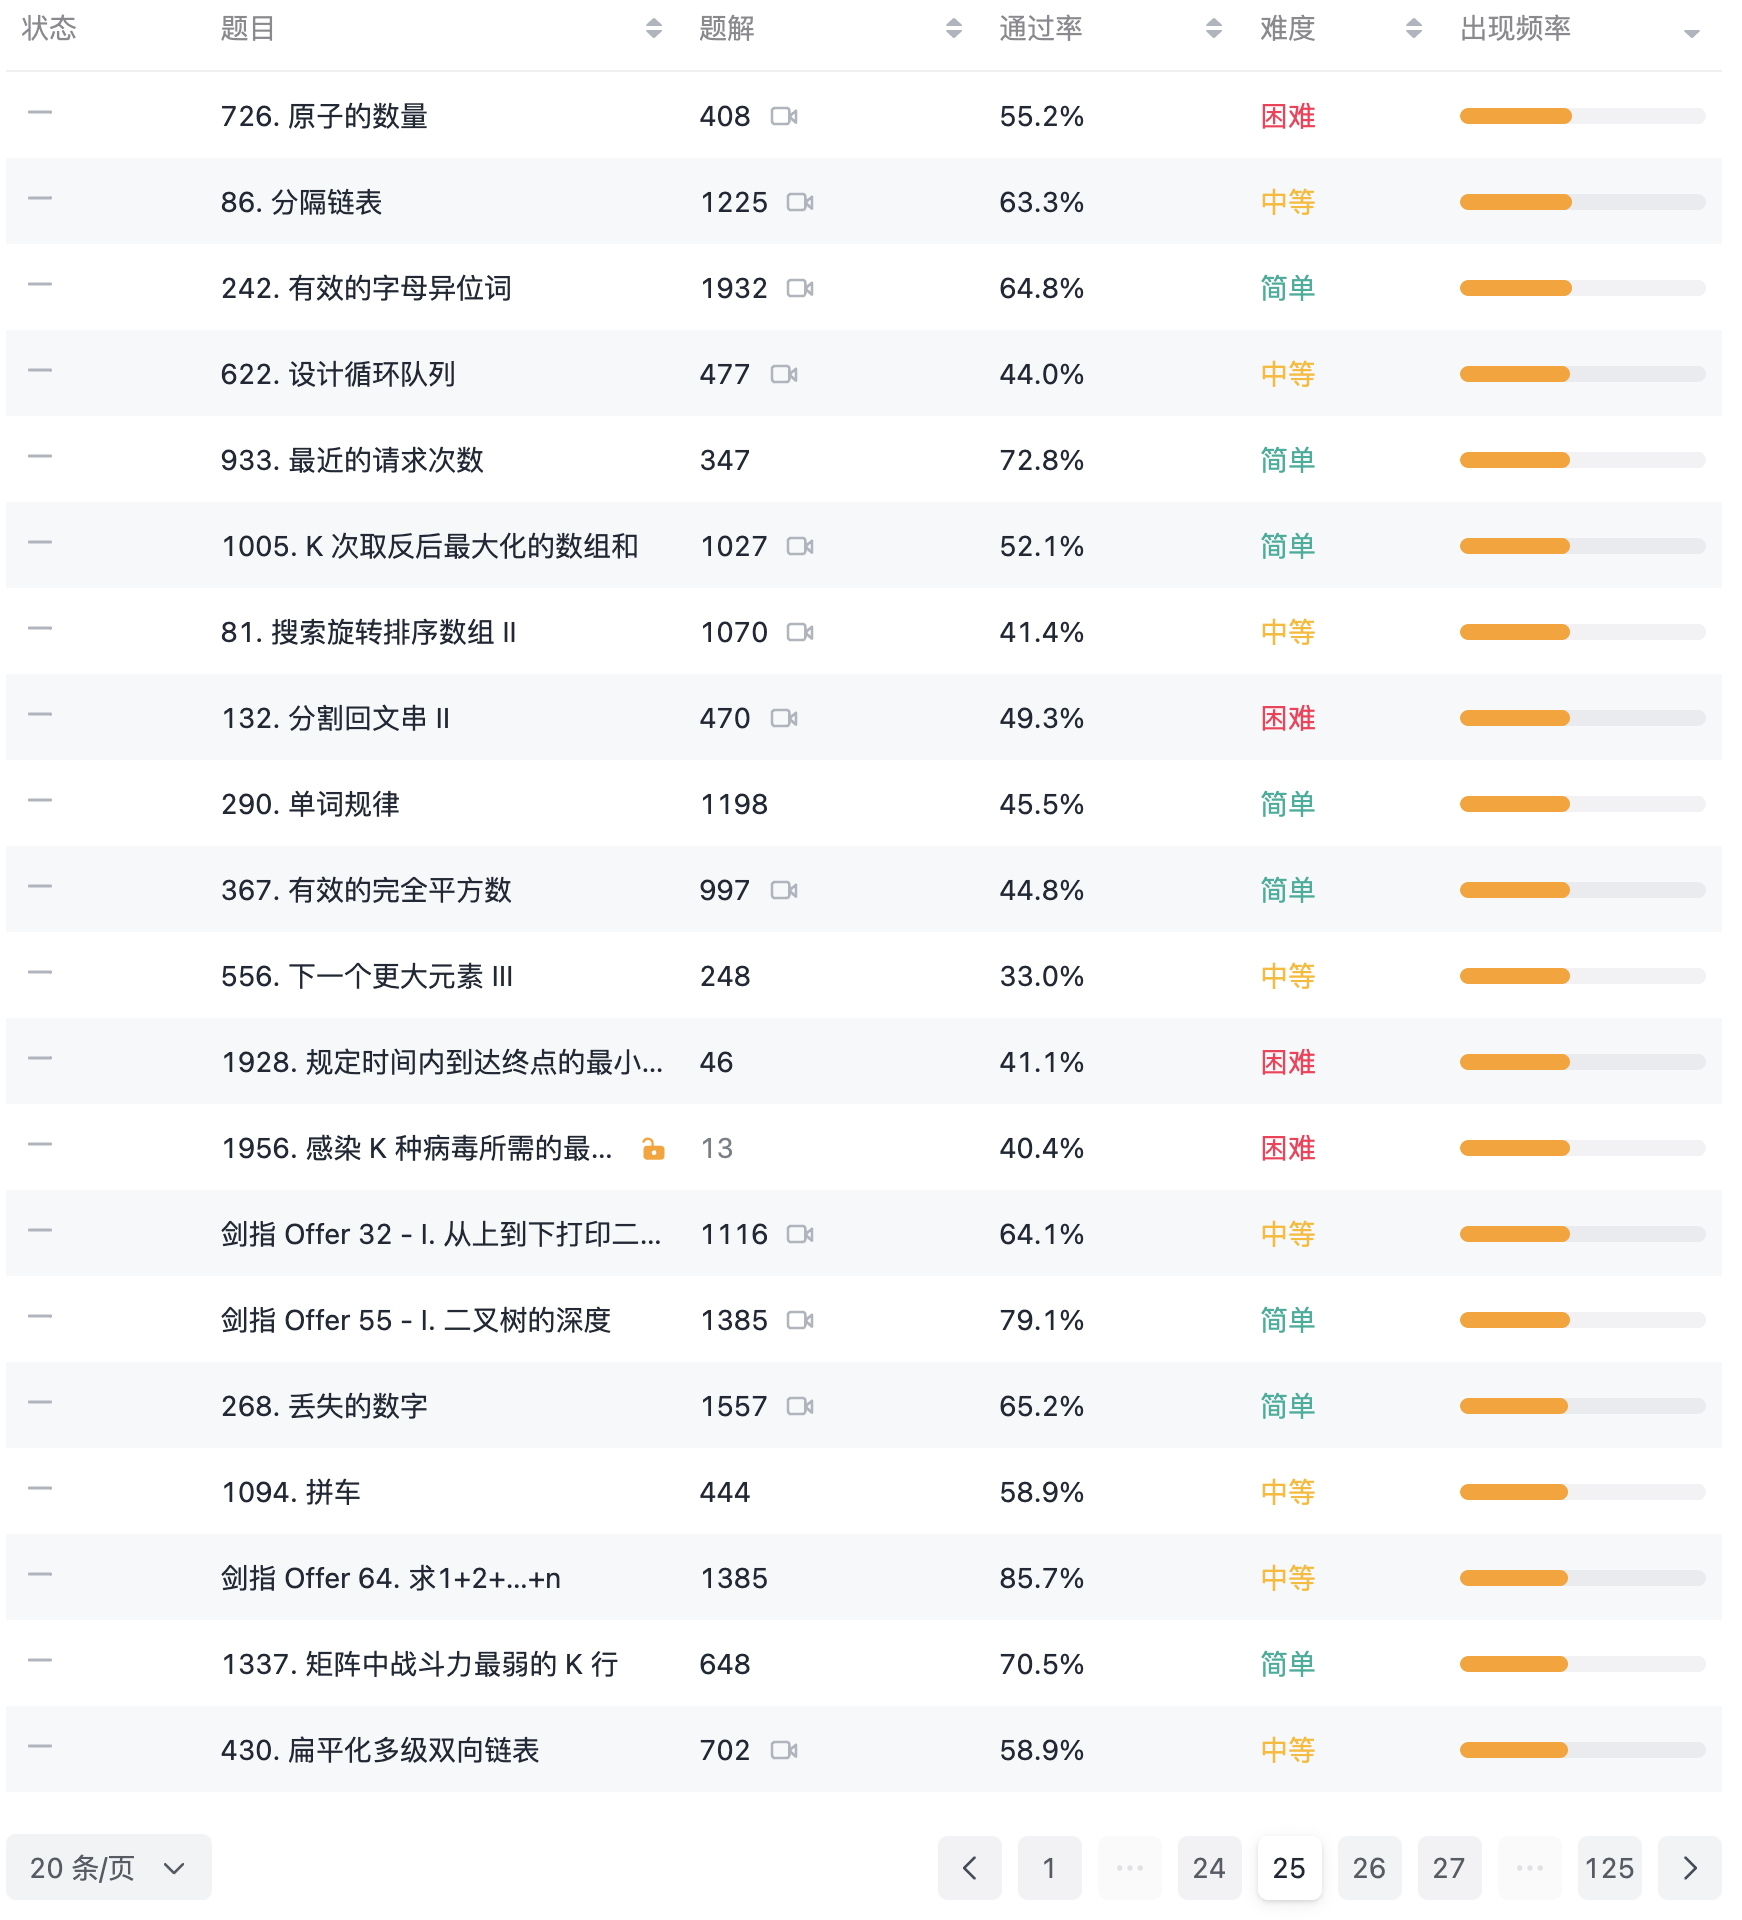 状态 题目 题解 通过率 难度 出现频率
726. 原子的数量 408 55.2% 困难
86. 分隔链表 1225 63.3% 中等
242. 有效的字母异位词 1932 64.8% 简单
622. 设计循环队列 477 44.0% 中等
933. 最近的请求次数 347 72.8% 简单
1005. K 次取反后最大化的数组和 1027 52.1% 简单
81. 搜索旋转排序数组 II 1070 41.4% 中等
132. 分割回文串 II 470 49.3% 困难
290. 单词规律 1198 45.5% 简单
367. 有效的完全平方数 997 44.8% 简单
556. 下一个更大元素 III 248 33.0% 中等
1928. 规定时间内到达终点的最小... 46 41.1% 困难
1956. 感染 K 种病毒所需的最... 13 40.4% 困难
剑指 Offer 32 - I. 从上到下打印二... 1116 64.1% 中等
剑指 Offer 55 - I. 二叉树的深度 1385 79.1% 简单
268. 丢失的数字 1557 65.2% 简单
1094. 拼车 444 58.9% 中等
剑指 Offer 64. 求1+2+...+n 1385 85.7% 中等
1337. 矩阵中战斗力最弱的 K 行 648 70.5% 简单
430. 扁平化多级双向链表 702 58.9% 中等
20 条/页 1 ... 24 25 26 27 ... 125